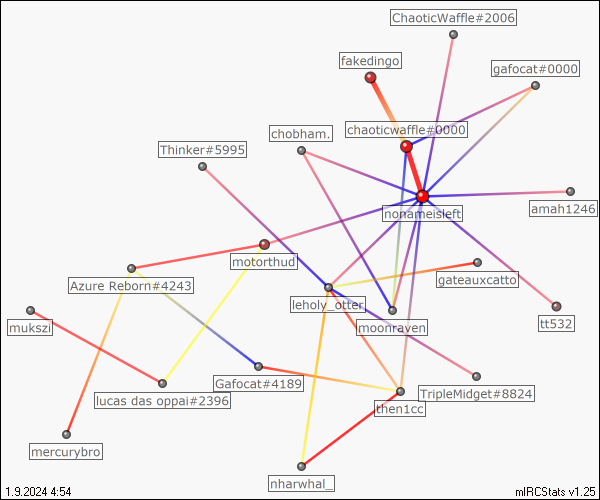 ChaoticWaffle#2006
fakedingo
gafocat#0000
chaoticwaffle#0000
chobham.
Thinker#5995
nonameisleft
amah1246
motorthud
Azure Reborn#4243
gateauxcatto
leholy_otter
mukszi
moonraven
tt532
Gafocat#4189
lucas das oppai#2396
TripleMidget#8824
then1cc
mercurybro
nharwhal_
1.9.2024 4:54
mIRCStats v1.25